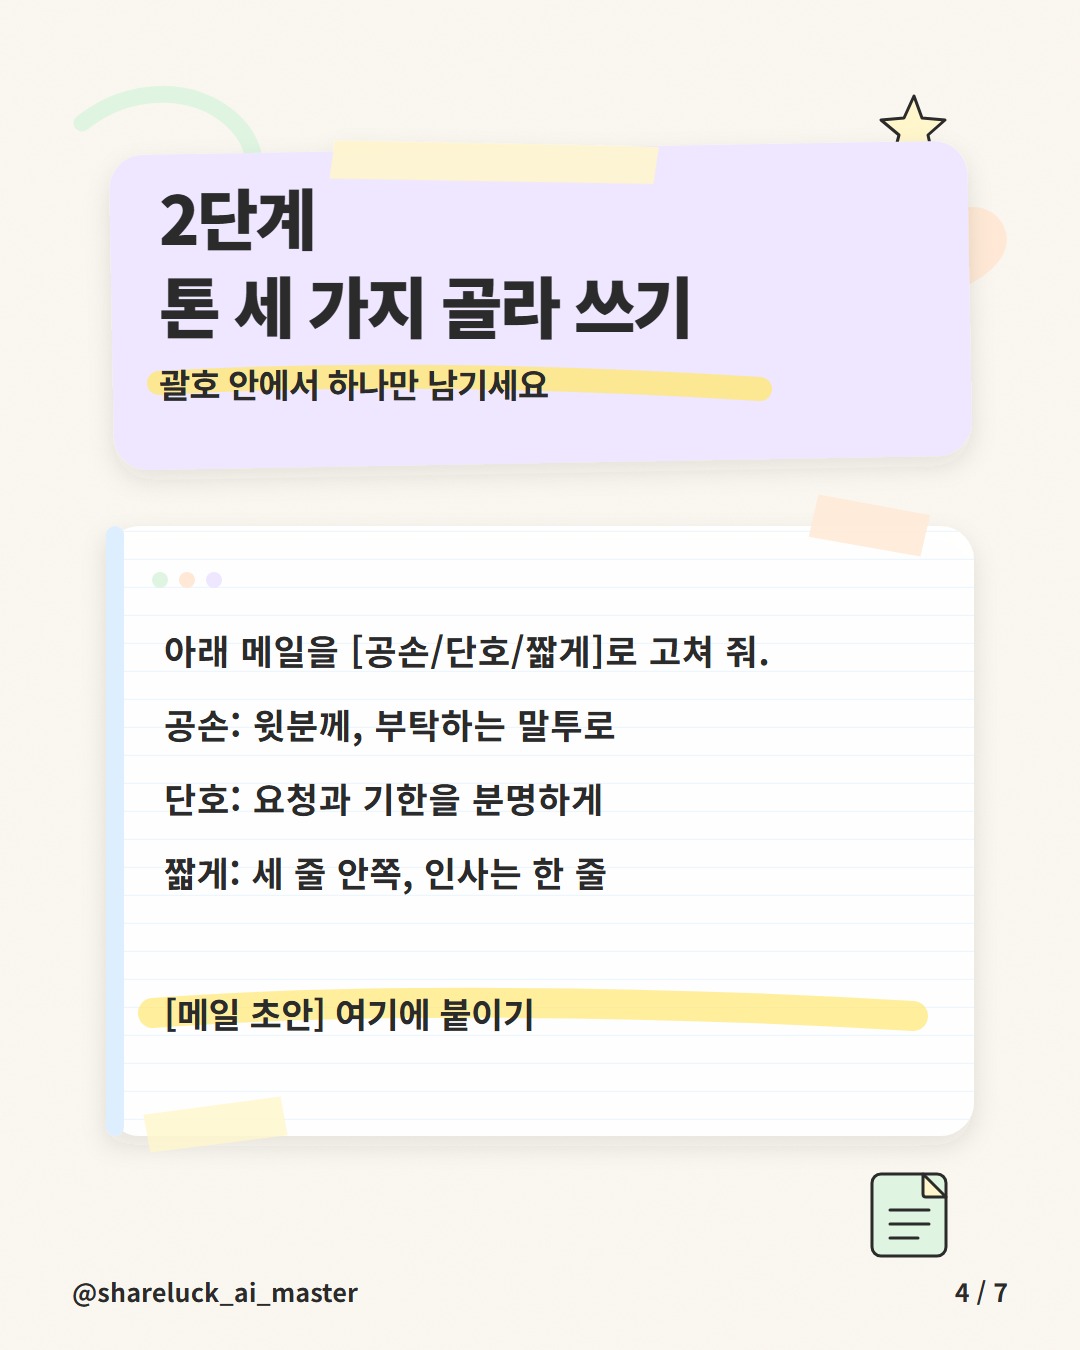 2단계
톤 세 가지 골라 쓰기
괄호 안에서 하나만 남기세요
아래 메일을 [공손/단호/짧게]로 고쳐 줘.
공손: 윗분께, 부탁하는 말투로
단호: 요청과 기한을 분명하게
짧게: 세 줄 안쪽, 인사는 한 줄
[메일 초안] 여기에 붙이기
@shareluck_ai_master
4 / 7